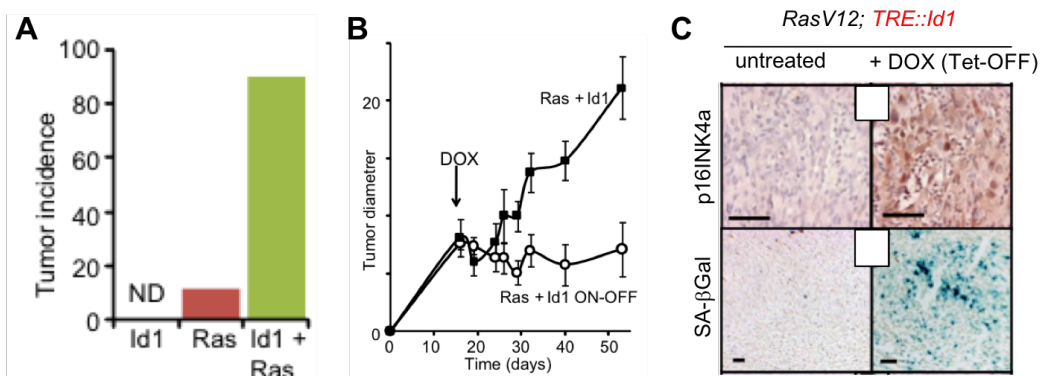 A
Tumor incidence
100
80
60
40
20
0
ND
Id1
Ras
Id1 +
Ras
B
Tumor diametrer
20
0
DOX
Ras + Id1
Ras + Id1 ON-OFF
0 10 20 30 40 50
Time (days)
C
RasV12; TRE::Id1
untreated + DOX (Tet-OFF)
p16INK4a
SA-βGal